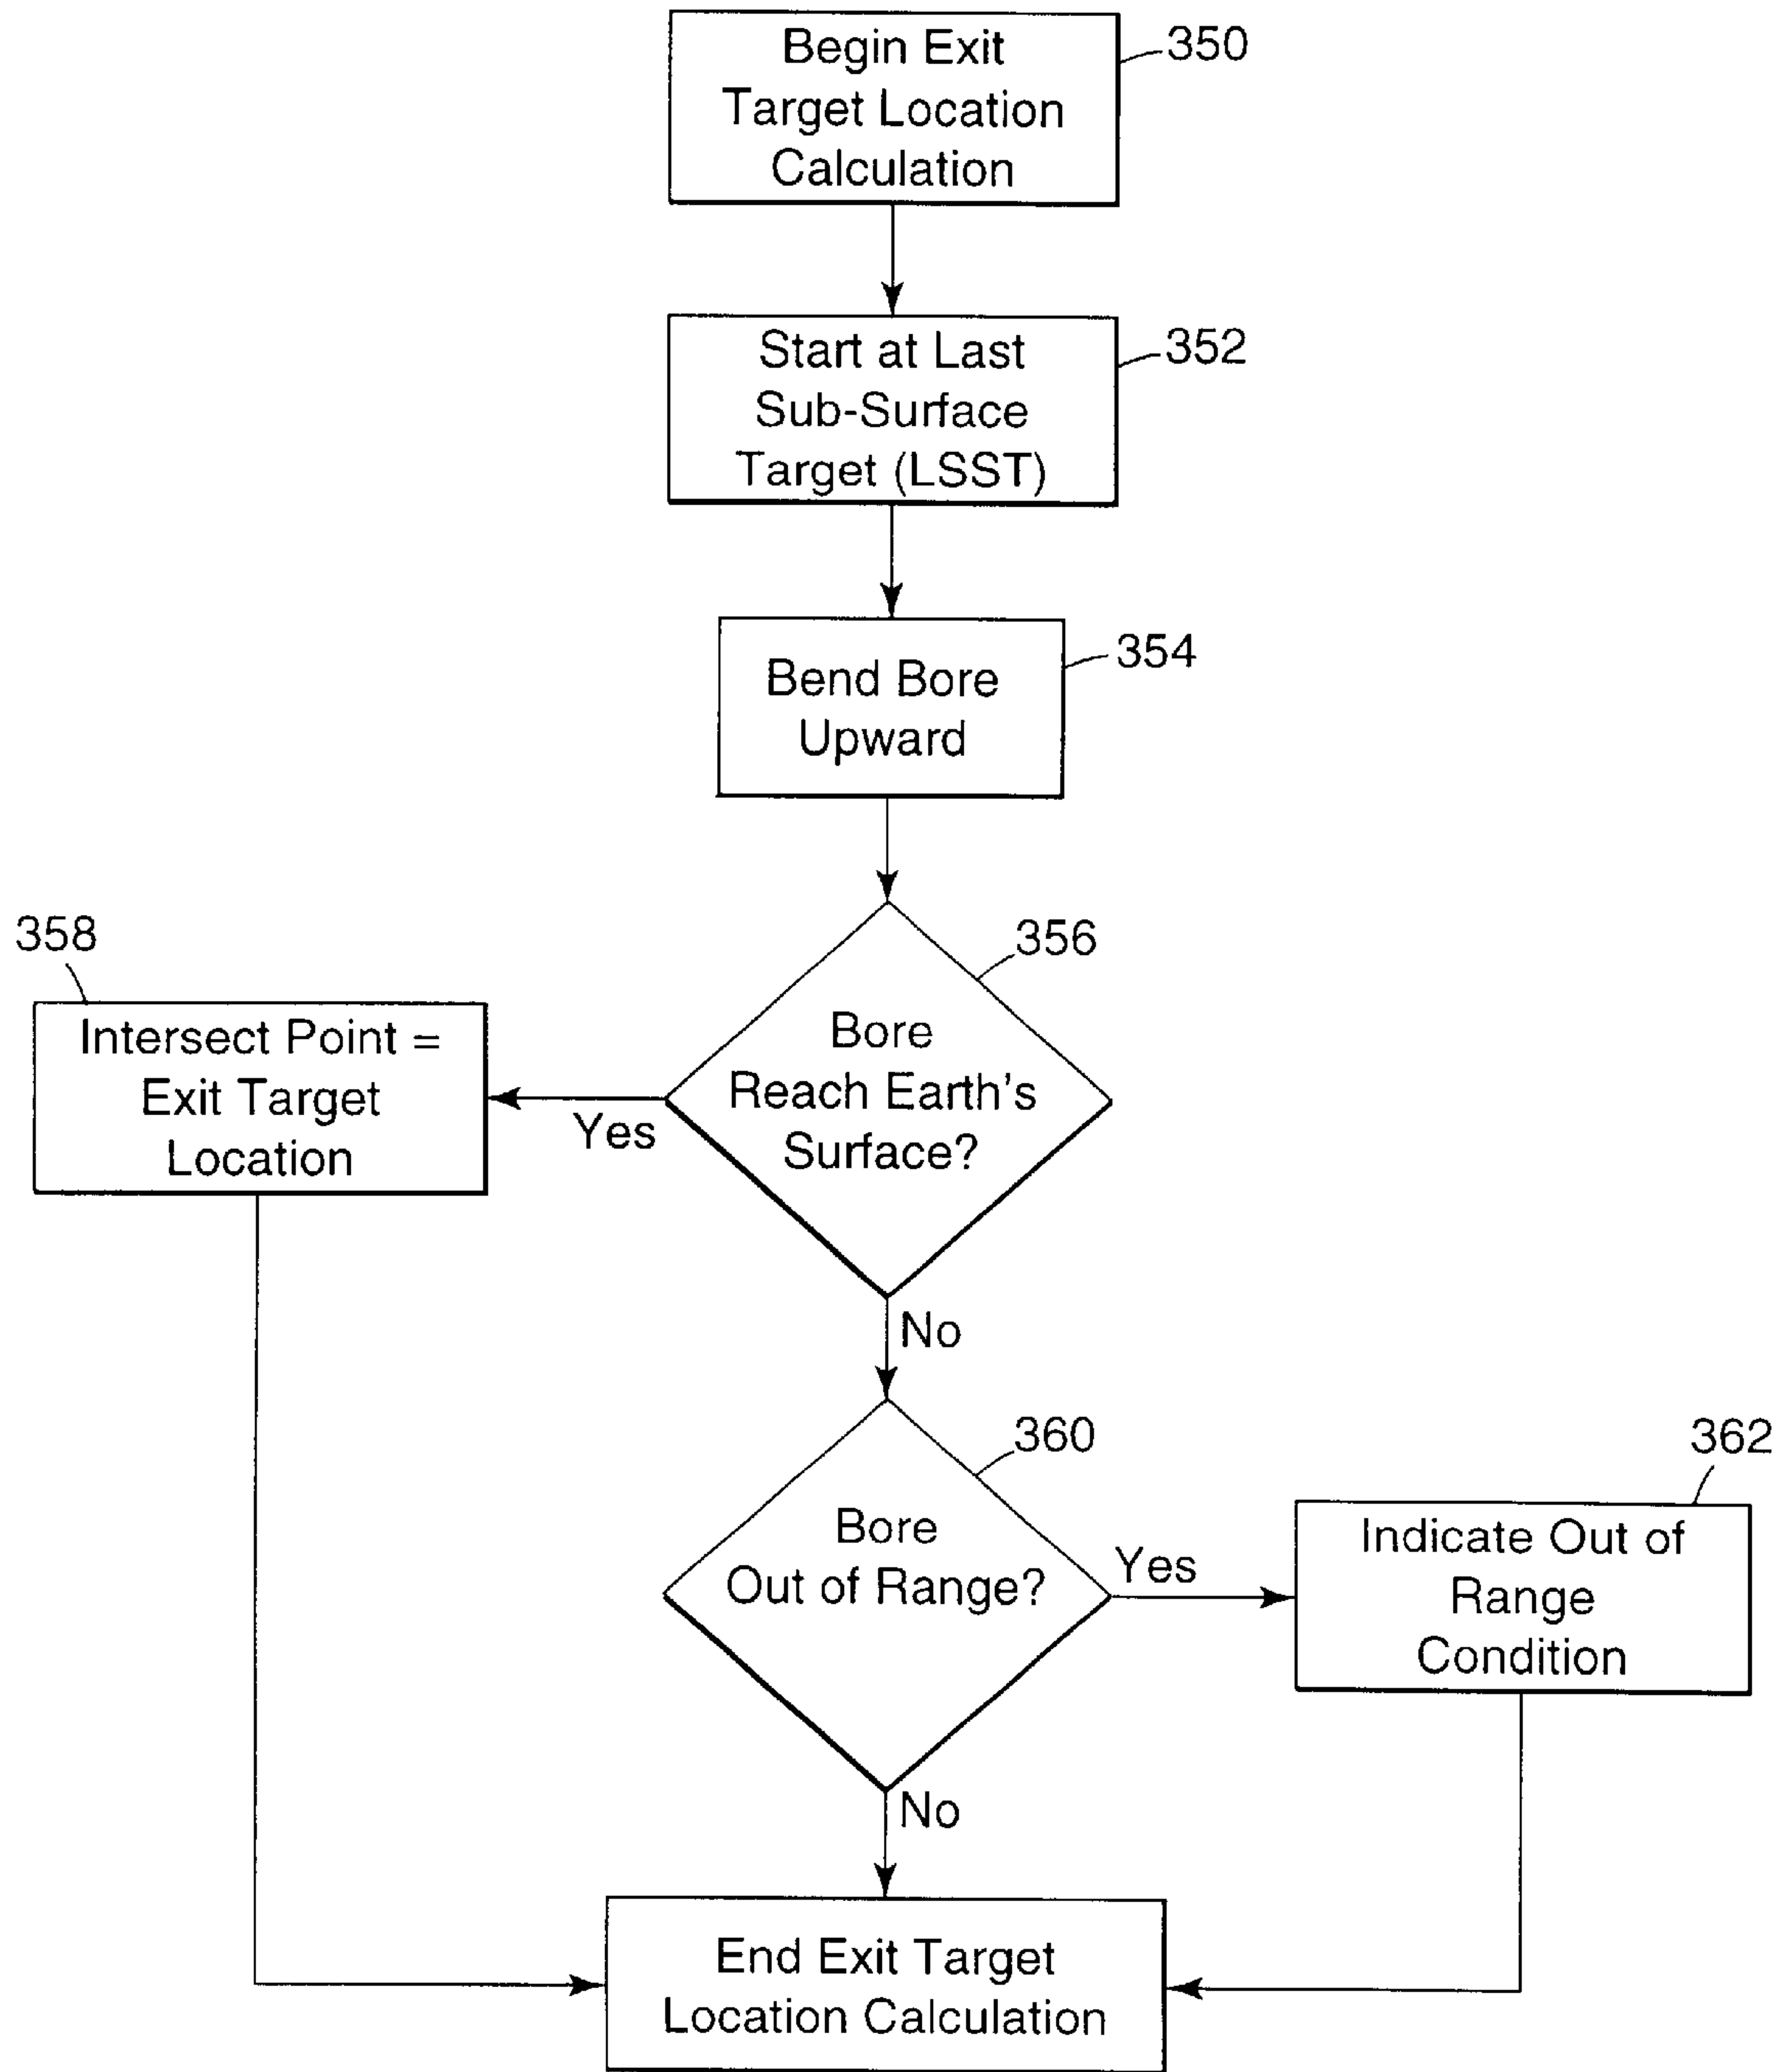 Begin Exit
Target Location
Calculation
350
Start at Last
Sub-Surface
Target (LSST)
352
Bend Bore
Upward
354
356
Bore
Reach Earth's
Surface?
358
Intersect Point =
Exit Target
Location
Yes
No
360
Bore
Out of Range?
Yes
362
Indicate Out of
Range
Condition
No
End Exit Target
Location Calculation